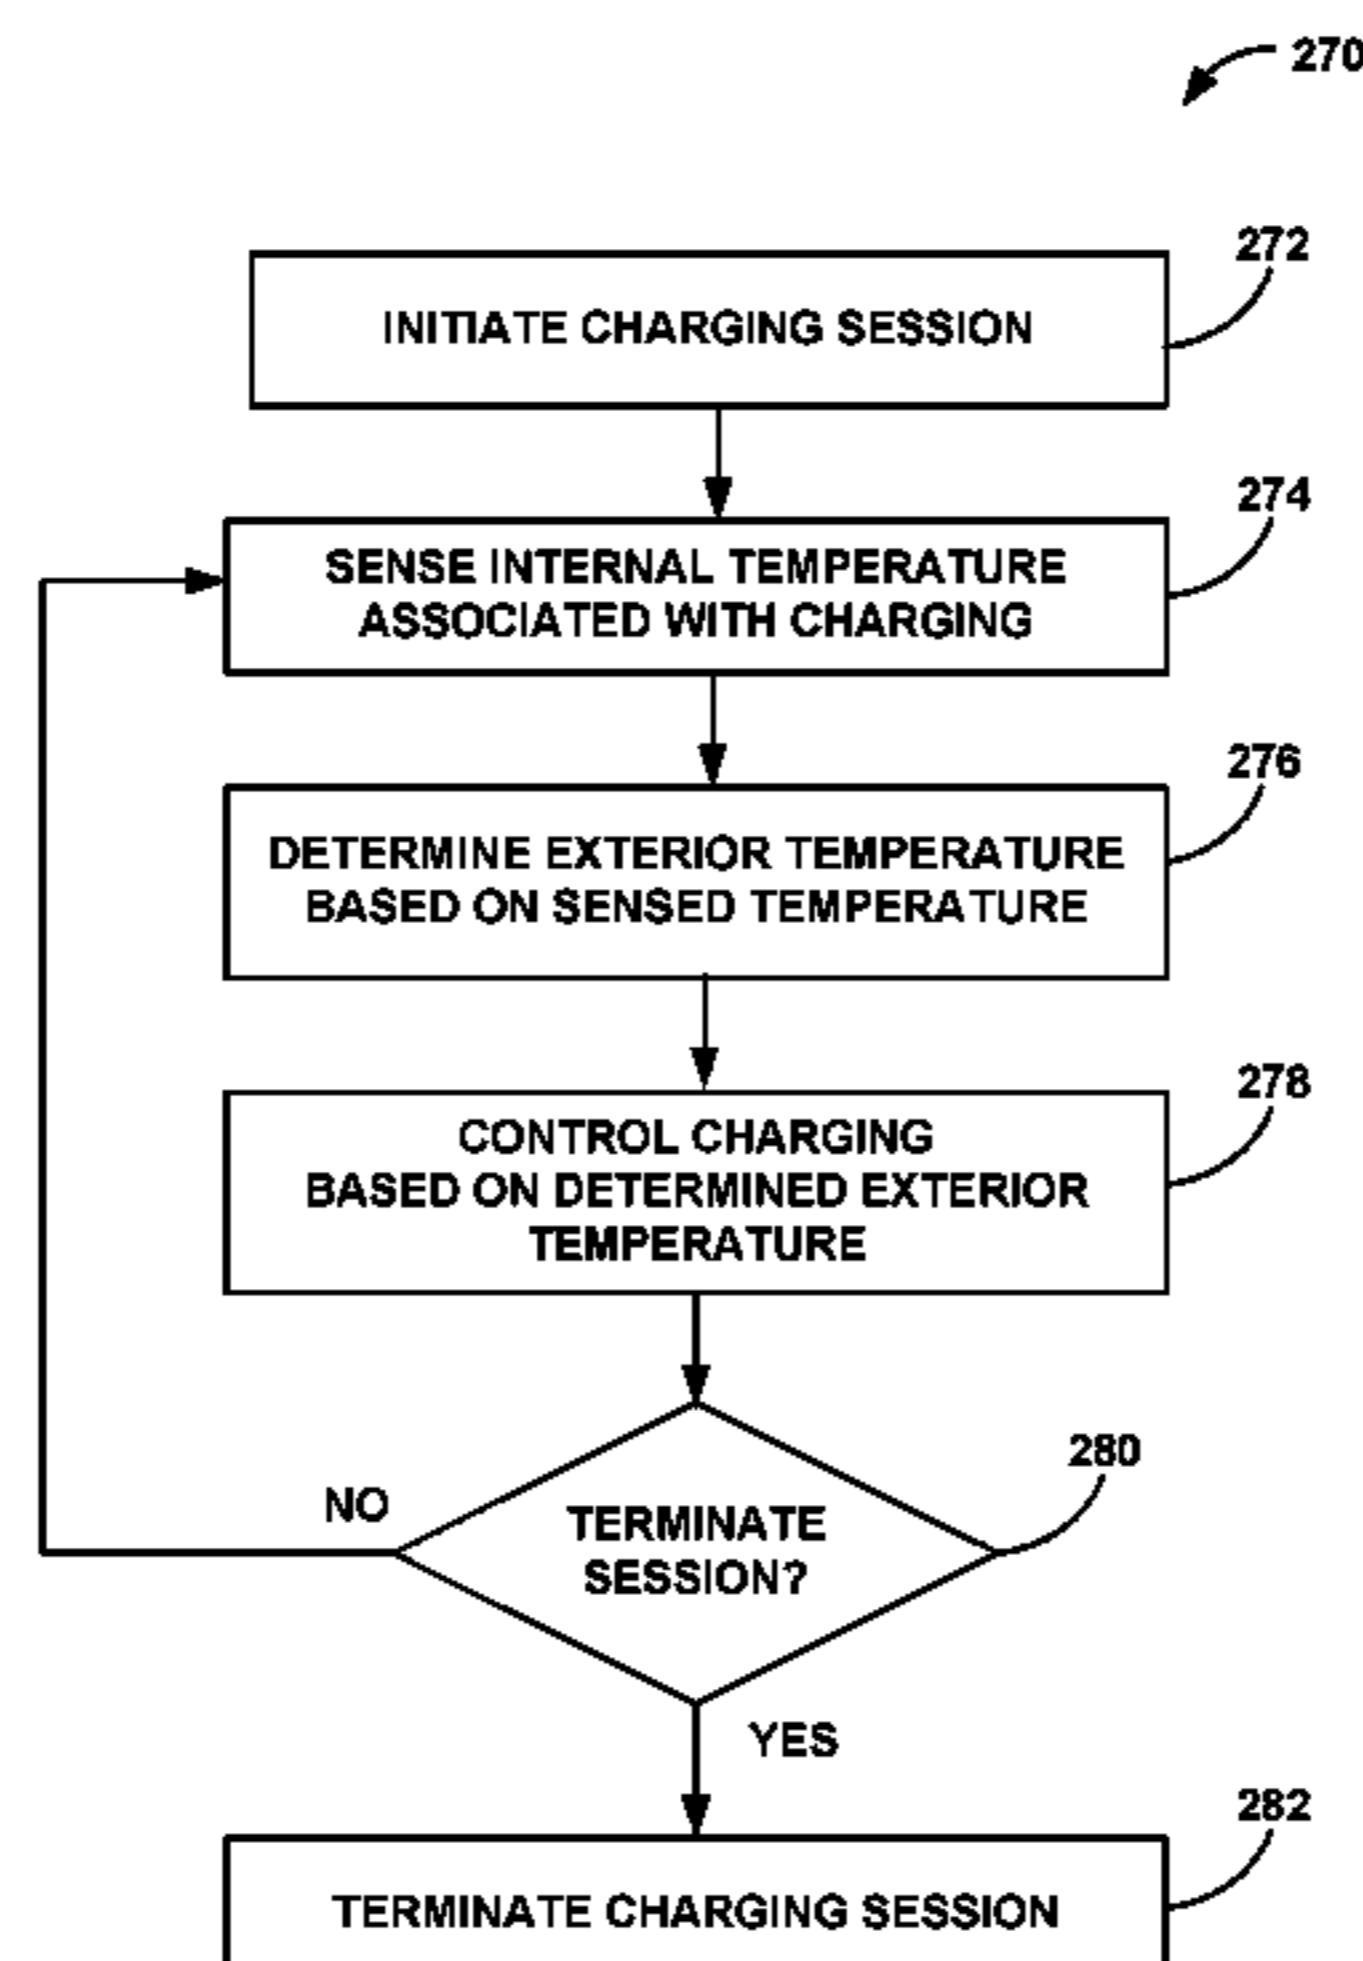 270
272
INITIATE CHARGING SESSION
274
SENSE INTERNAL TEMPERATURE
ASSOCIATED WITH CHARGING
276
DETERMINE EXTERIOR TEMPERATURE
BASED ON SENSED TEMPERATURE
278
CONTROL CHARGING
BASED ON DETERMINED EXTERIOR
TEMPERATURE
280
NO
TERMINATE
SESSION?
YES
282
TERMINATE CHARGING SESSION